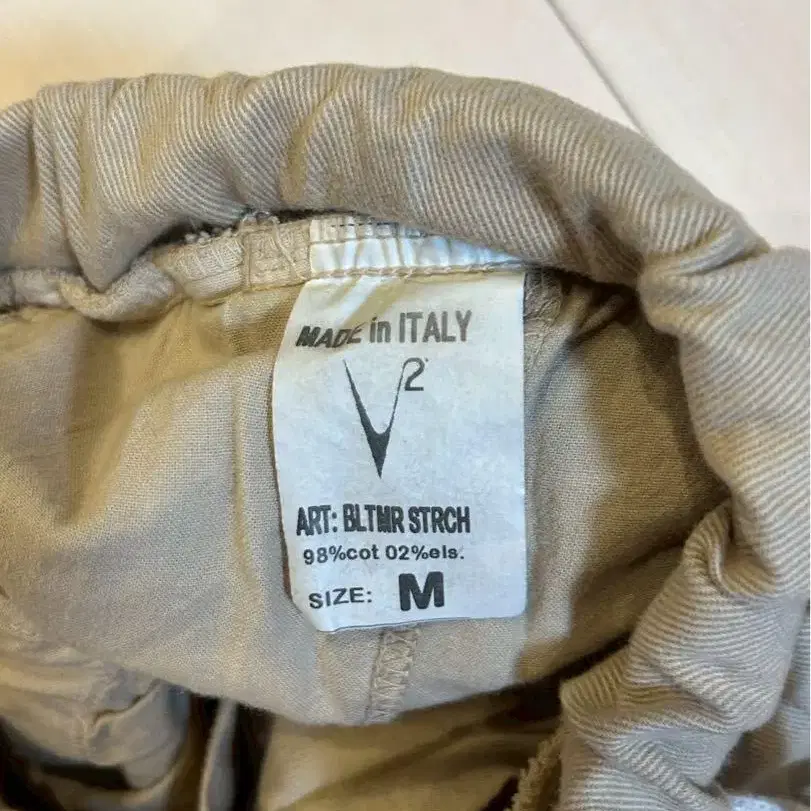 MADE in ITALY
V2
ART: BLTMR STRCH
98%cot 02%els.
SIZE: M